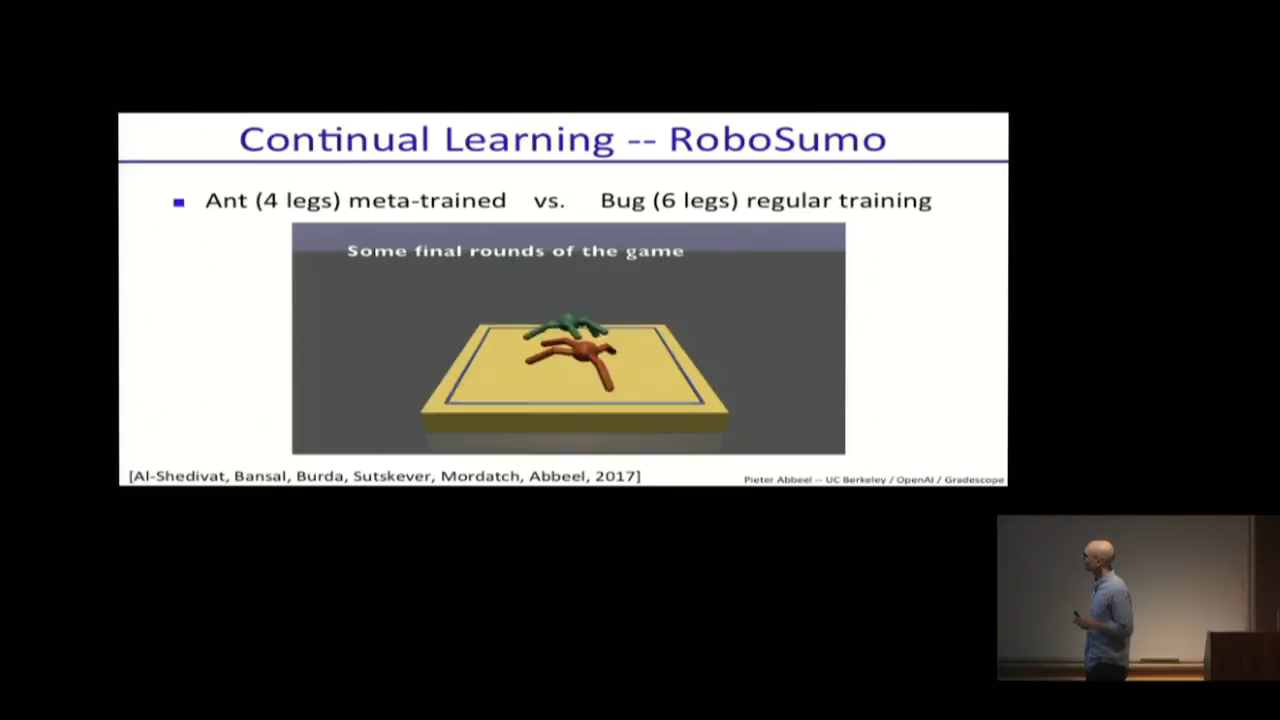 Continual Learning -- RoboSumo
Ant (4 legs) meta-trained vs. Bug (6 legs) regular training
Some final rounds of the game
[Al-Shedivat, Bansal, Burda, Sutskever, Mordatch, Abbeel, 2017]
Pieter Abbeel -- UC Berkeley / OpenAI / Gradescope